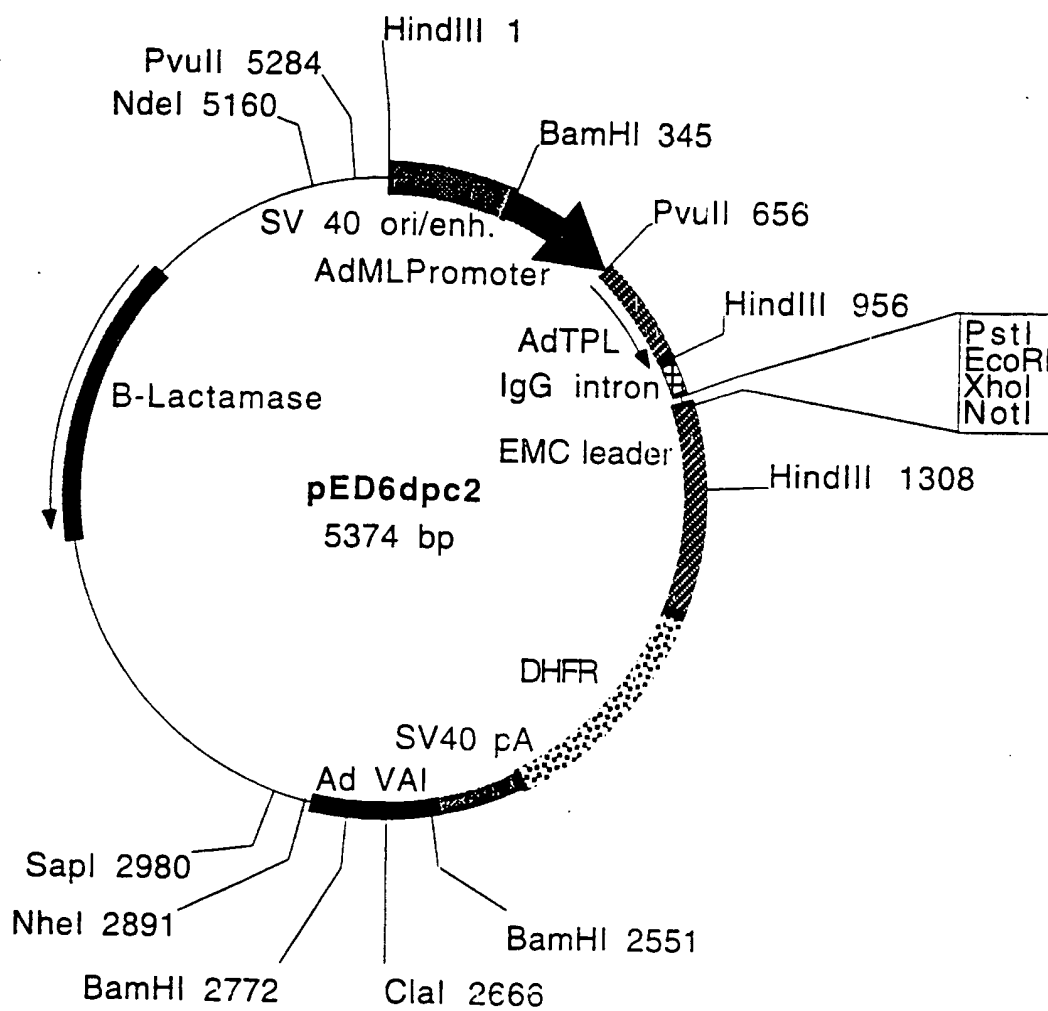 HindIII 1
PvuII 5284
NdeI 5160
BamHI 345
SV 40 ori/enh.
PvuII 656
AdMLPromoter
HindIII 956
AdTPL
PstI
EcoRI
XhoI
NotI
IgG intron
B-Lactamase
EMC leader
HindIII 1308
pED6dpc2
5374 bp
DHFR
SV40 pA
Ad VAI
SapI 2980
NheI 2891
BamHI 2551
BamHI 2772
ClaI 2666